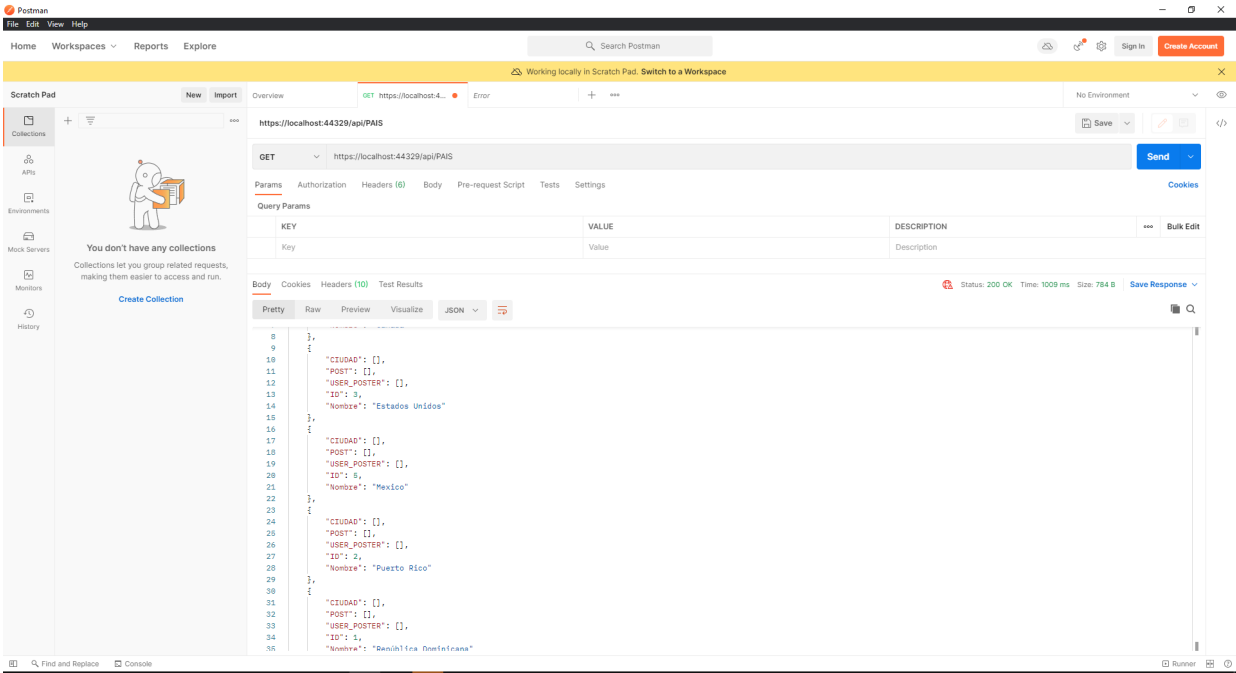 Postman
File Edit View Help
Home Workspaces Reports Explore
Search Postman
Sign In
Create Account
Working locally in Scratch Pad. Switch to a Workspace
Scratch Pad
New Import
Overview
GET https://localhost:4...
Error
No Environment
Collections
APIs
Environments
Mock Servers
Monitors
History
You don't have any collections
Collections let you group related requests,
making them easier to access and run.
Create Collection
https://localhost:44329/api/PAIS
Save
GET https://localhost:44329/api/PAIS
Send
Params Authorization Headers (6) Body Pre-request Script Tests Settings
Cookies
Query Params
KEY VALUE DESCRIPTION
Bulk Edit
Key Value Description
Body Cookies Headers (10) Test Results
Status: 200 OK Time: 1009 ms Size: 784 B Save Response
Pretty Raw Preview Visualize JSON
8 },
9 {
10 "CIUDAD": [],
11 "POST": [],
12 "USER_POSTER": [],
13 "ID": 3,
14 "Nombre": "Estados Unidos"
15 },
16 {
17 "CIUDAD": [],
18 "POST": [],
19 "USER_POSTER": [],
20 "ID": 5,
21 "Nombre": "Mexico"
22 },
23 {
24 "CIUDAD": [],
25 "POST": [],
26 "USER_POSTER": [],
27 "ID": 2,
28 "Nombre": "Puerto Rico"
29 },
30 {
31 "CIUDAD": [],
32 "POST": [],
33 "USER_POSTER": [],
34 "ID": 1,
35 "Nombre": "República Dominicana"
Find and Replace Console
Runner